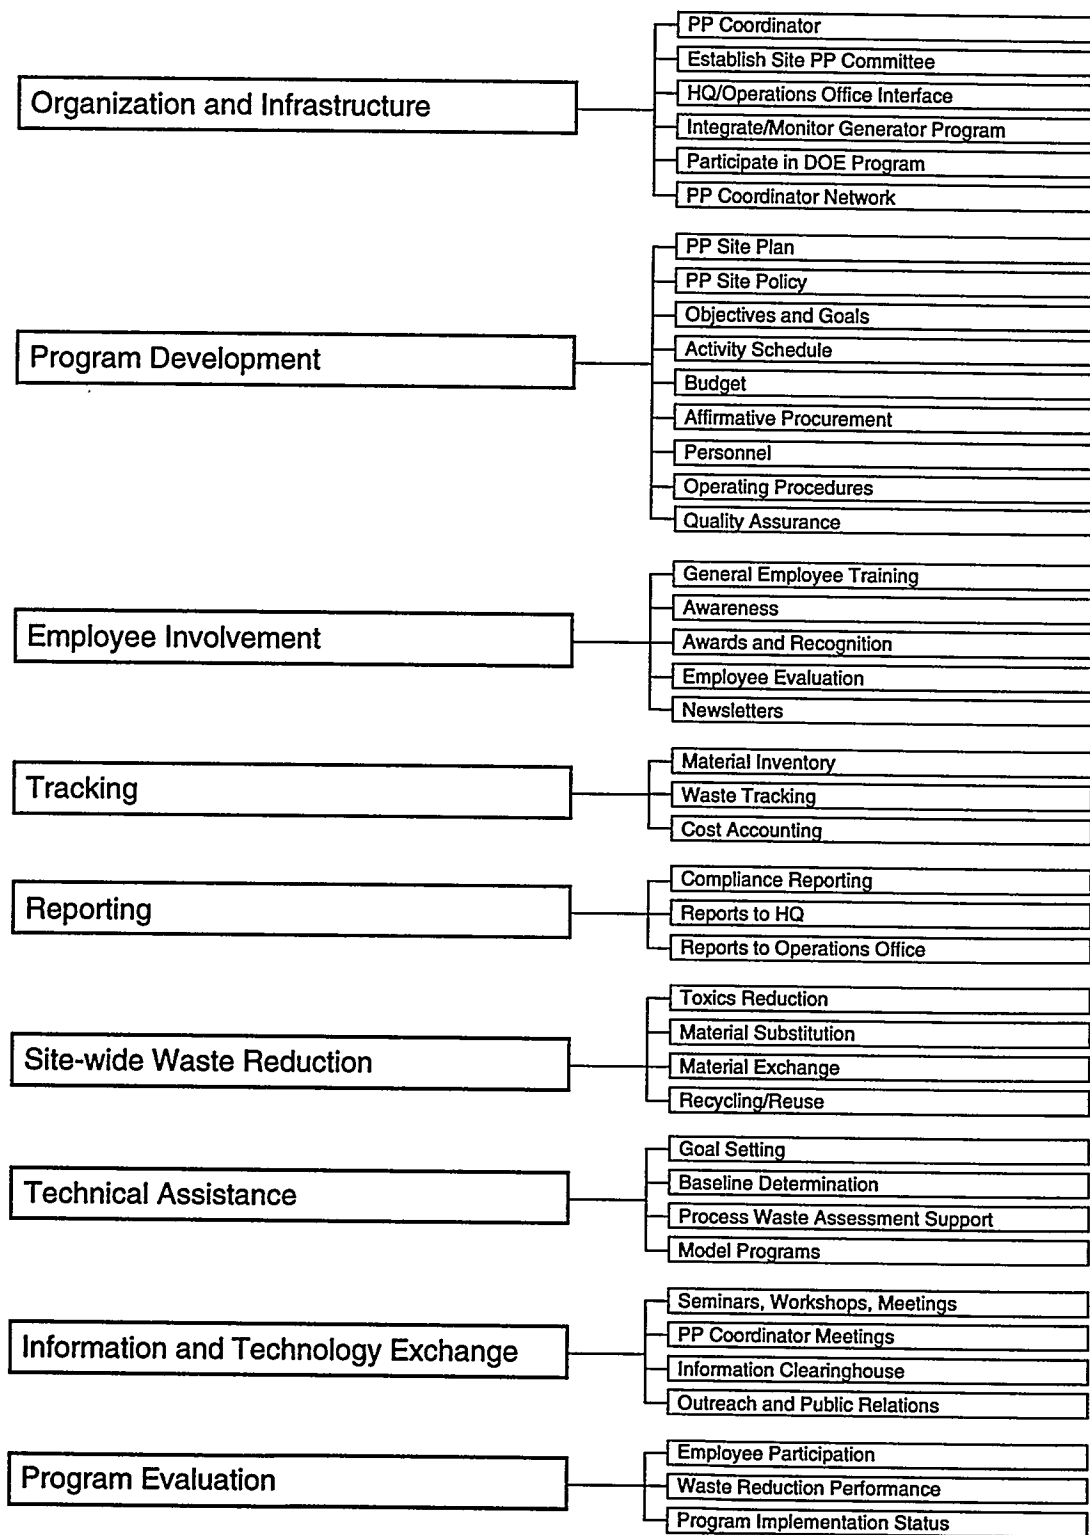 Organization and Infrastructure
PP Coordinator
Establish Site PP Committee
HQ/Operations Office Interface
Integrate/Monitor Generator Program
Participate in DOE Program
PP Coordinator Network
Program Development
PP Site Plan
PP Site Policy
Objectives and Goals
Activity Schedule
Budget
Affirmative Procurement
Personnel
Operating Procedures
Quality Assurance
Employee Involvement
General Employee Training
Awareness
Awards and Recognition
Employee Evaluation
Newsletters
Tracking
Material Inventory
Waste Tracking
Cost Accounting
Reporting
Compliance Reporting
Reports to HQ
Reports to Operations Office
Site-wide Waste Reduction
Toxics Reduction
Material Substitution
Material Exchange
Recycling/Reuse
Technical Assistance
Goal Setting
Baseline Determination
Process Waste Assessment Support
Model Programs
Information and Technology Exchange
Seminars, Workshops, Meetings
PP Coordinator Meetings
Information Clearinghouse
Outreach and Public Relations
Program Evaluation
Employee Participation
Waste Reduction Performance
Program Implementation Status